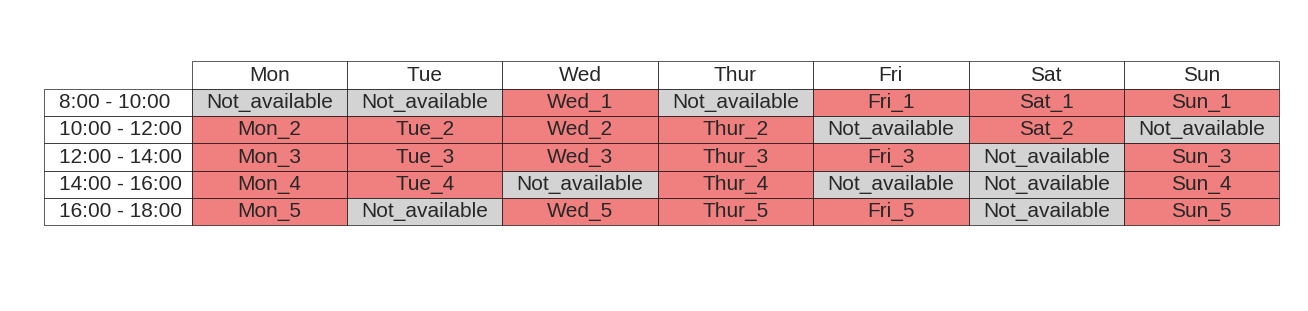 Mon Tue Wed Thur Fri Sat Sun
8:00 - 10:00 Not_available Not_available Wed_1 Not_available Fri_1 Sat_1 Sun_1
10:00 - 12:00 Mon_2 Tue_2 Wed_2 Thur_2 Not_available Sat_2 Not_available
12:00 - 14:00 Mon_3 Tue_3 Wed_3 Thur_3 Fri_3 Not_available Sun_3
14:00 - 16:00 Mon_4 Tue_4 Not_available Thur_4 Not_available Not_available Sun_4
16:00 - 18:00 Mon_5 Not_available Wed_5 Thur_5 Fri_5 Not_available Sun_5